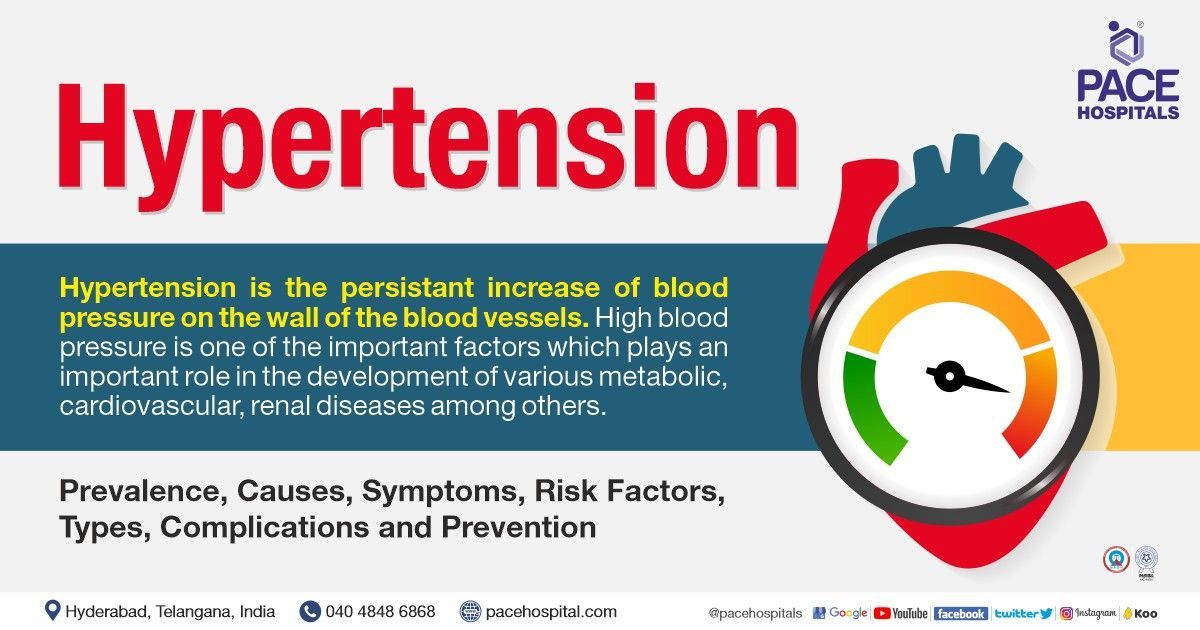 PACE
HOSPITALS
Hypertension
Hypertension is the persistant increase of blood
pressure on the wall of the blood vessels. High blood
pressure is one of the important factors which plays an
important role in the development of various metabolic,
cardiovascular, renal diseases among others.
Prevalence, Causes, Symptoms, Risk Factors,
Types, Complications and Prevention
Hyderabad, Telangana, India 040 4848 6868 pacehospital.com @pacehospitals Google YouTube facebook twitter Instagram Koo